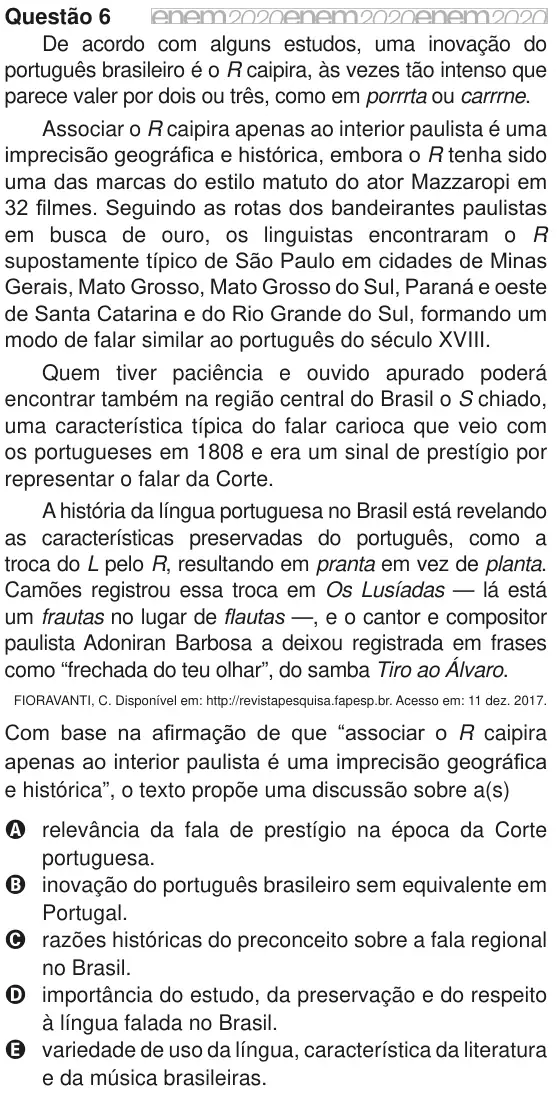 Questão 6 enem2020enem2020enem2020
De acordo com alguns estudos, uma inovação do
português brasileiro é o R caipira, às vezes tão intenso que
parece valer por dois ou três, como em porrrta ou carrrne.
Associar o R caipira apenas ao interior paulista é uma
imprecisão geográfica e histórica, embora o R tenha sido
uma das marcas do estilo matuto do ator Mazzaropi em
32 filmes. Seguindo as rotas dos bandeirantes paulistas
em busca de ouro, os linguistas encontraram o R
supostamente típico de São Paulo em cidades de Minas
Gerais, Mato Grosso, Mato Grosso do Sul, Paraná e oeste
de Santa Catarina e do Rio Grande do Sul, formando um
modo de falar similar ao português do século XVIII.
Quem tiver paciência e ouvido apurado poderá
encontrar também na região central do Brasil o S chiado,
uma característica típica do falar carioca que veio com
os portugueses em 1808 e era um sinal de prestígio por
representar o falar da Corte.
A história da língua portuguesa no Brasil está revelando
as características preservadas do português, como a
troca do L pelo R, resultando em pranta em vez de planta.
Camões registrou essa troca em Os Lusíadas — lá está
um frautas no lugar de flautas —, e o cantor e compositor
paulista Adoniran Barbosa a deixou registrada em frases
como “frechada do teu olhar”, do samba Tiro ao Álvaro.
FIORAVANTI, C. Disponível em: http://revistapesquisa.fapesp.br. Acesso em: 11 dez. 2017.
Com base na afirmação de que “associar o R caipira
apenas ao interior paulista é uma imprecisão geográfica
e histórica”, o texto propõe uma discussão sobre a(s)
A relevância da fala de prestígio na época da Corte
portuguesa.
B inovação do português brasileiro sem equivalente em
Portugal.
C razões históricas do preconceito sobre a fala regional
no Brasil.
D importância do estudo, da preservação e do respeito
à língua falada no Brasil.
E variedade de uso da língua, característica da literatura
e da música brasileiras.